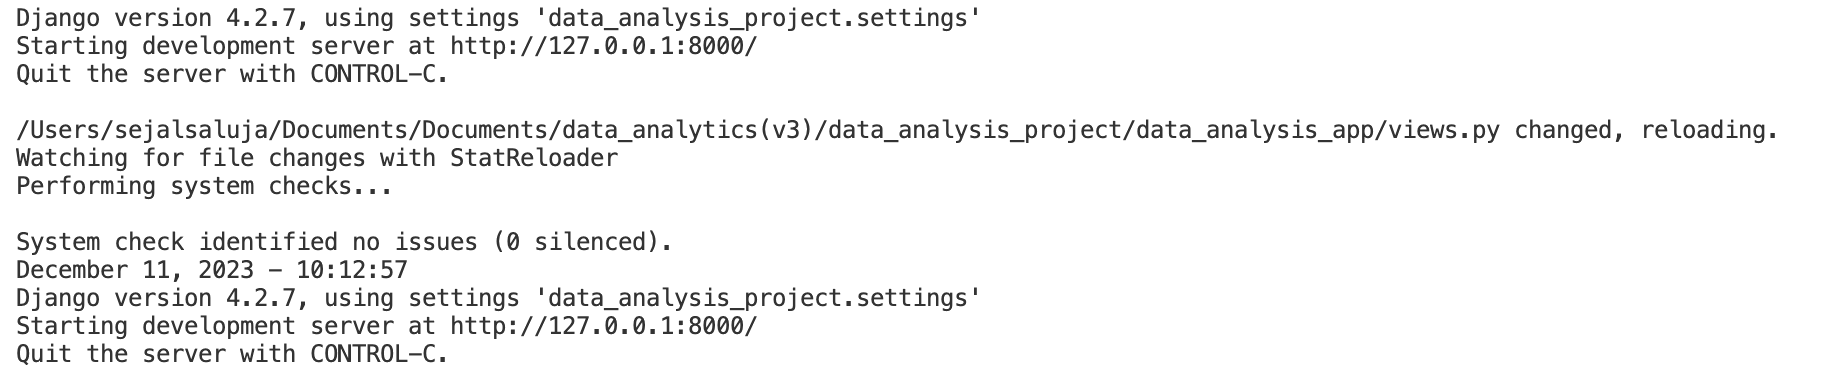 Django version 4.2.7, using settings 'data_analysis_project.settings'
Starting development server at http://127.0.0.1:8000/
Quit the server with CONTROL-C.
/Users/sejalsaluja/Documents/Documents/data_analytics(v3)/data_analysis_project/data_analysis_app/views.py changed, reloading.
Watching for file changes with StatReloader
Performing system checks...
System check identified no issues (0 silenced).
December 11, 2023 - 10:12:57
Django version 4.2.7, using settings 'data_analysis_project.settings'
Starting development server at http://127.0.0.1:8000/
Quit the server with CONTROL-C.